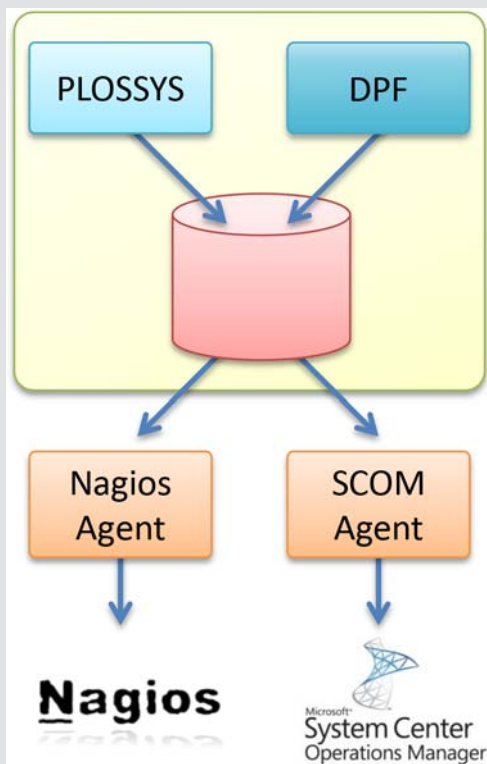 PLOSSYS
DPF
Nagios
Agent
SCOM
Agent
Nagios
Microsoft®
System Center
Operations Manager